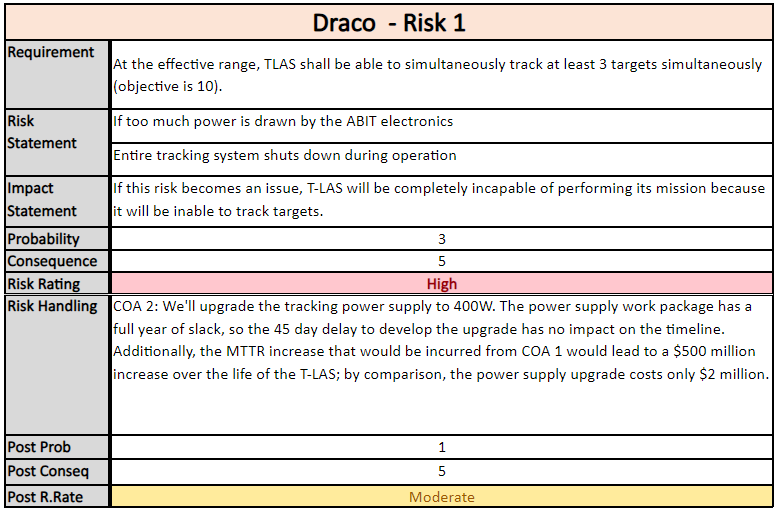 Draco  - Risk 1
Requirement
At the effective range, TLAS shall be able to simultaneously track at least 3 targets simultaneously
(objective is 10).
Risk
Statement
If too much power is drawn by the ABIT electronics
Entire tracking system shuts down during operation
Impact
Statement
If this risk becomes an issue, T-LAS will be completely incapable of performing its mission because
it will be inable to track targets.
Probability
3
Consequence
5
Risk Rating
High
Risk Handling
COA 2: We'll upgrade the tracking power supply to 400W. The power supply work package has a
full year of slack, so the 45 day delay to develop the upgrade has no impact on the timeline.
Additionally, the MTTR increase that would be incurred from COA 1 would lead to a $500 million
increase over the life of the T-LAS; by comparison, the power supply upgrade costs only $2 million.
Post Prob
1
Post Conseq
5
Post R.Rate
Moderate